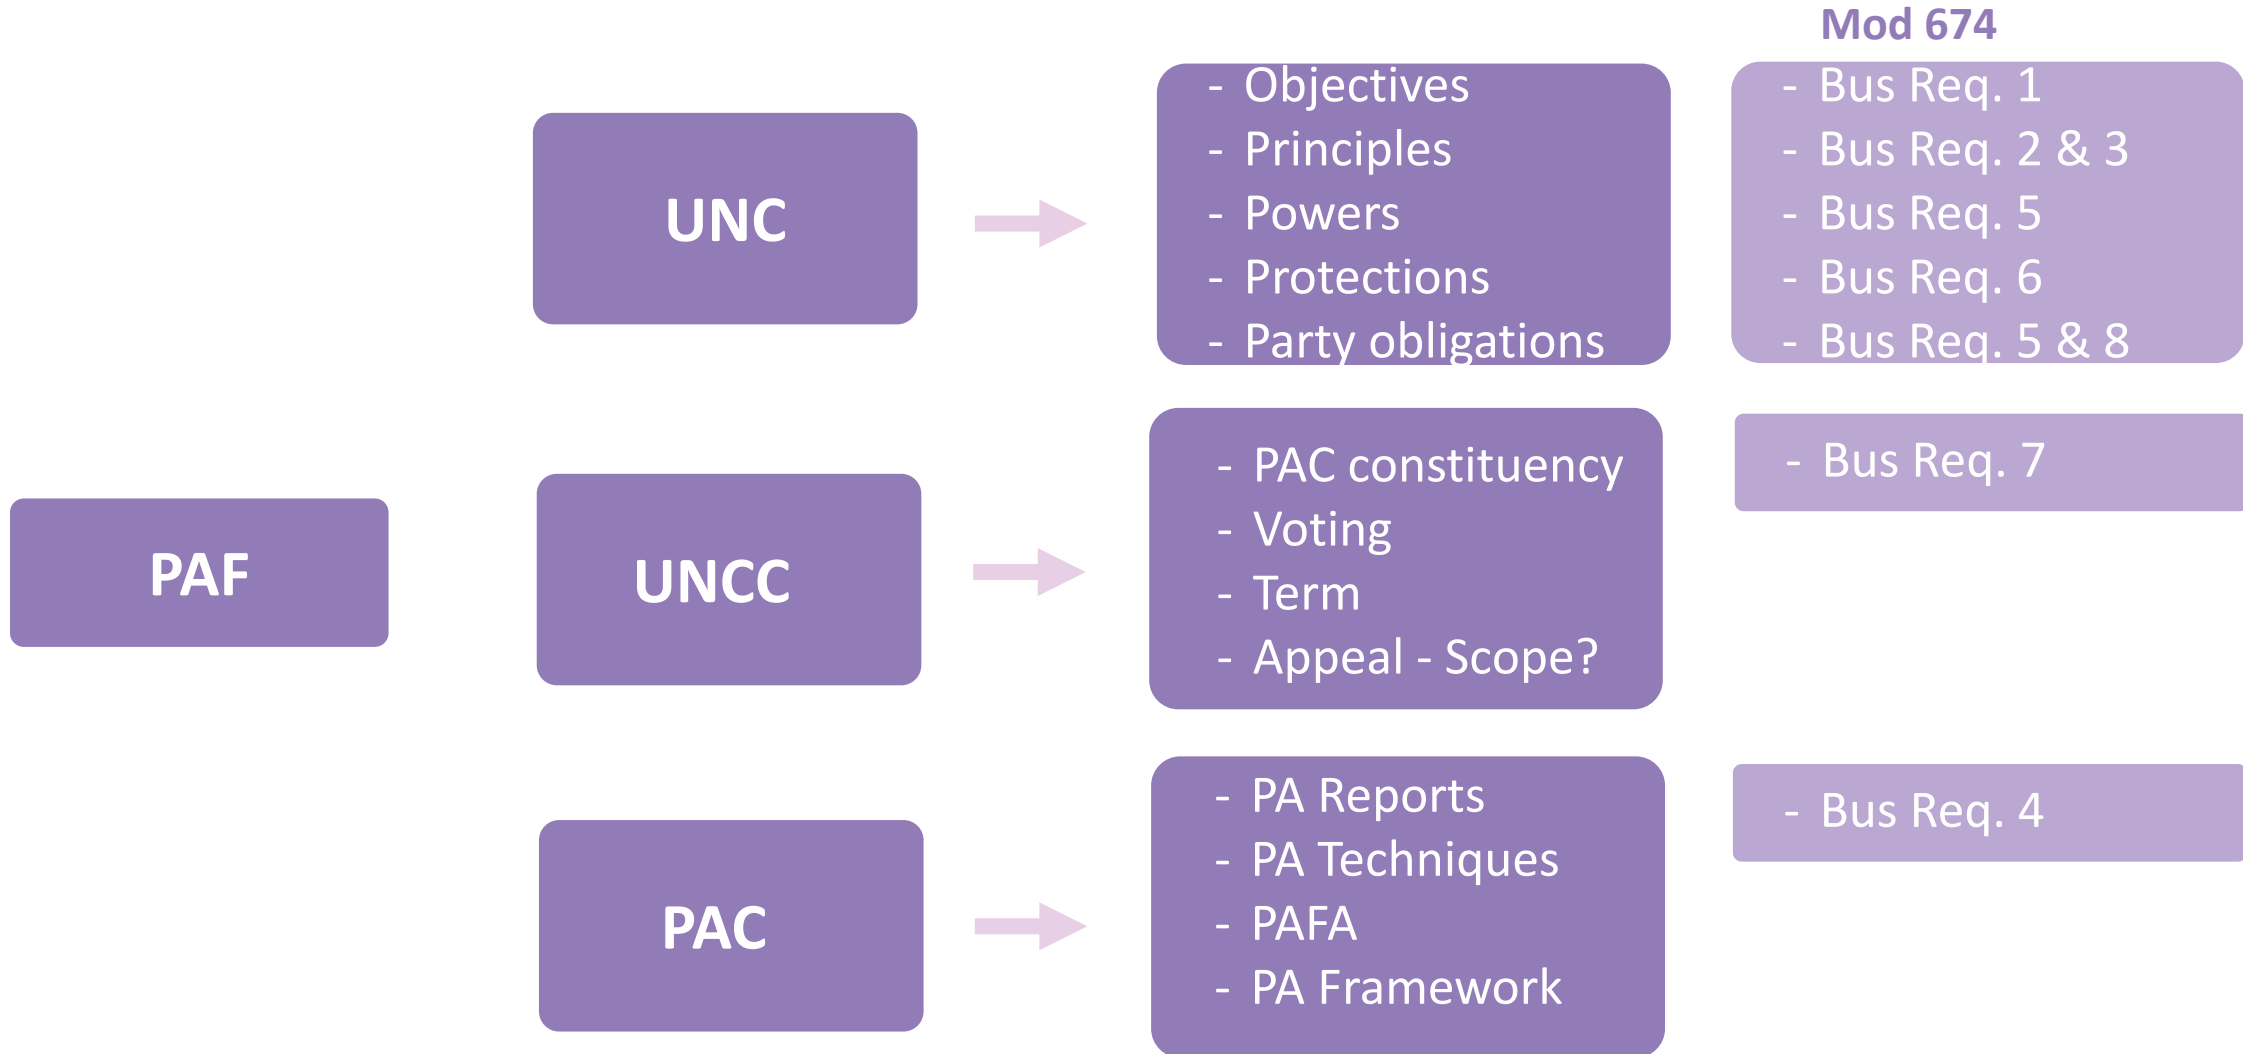 Mod 674
UNC
- Objectives
- Principles
- Powers
- Protections
- Party obligations
- Bus Req. 1
- Bus Req. 2 & 3
- Bus Req. 5
- Bus Req. 6
- Bus Req. 5 & 8
PAF
UNCC
- PAC constituency
- Voting
- Term
- Appeal - Scope?
- Bus Req. 7
PAC
- PA Reports
- PA Techniques
- PAFA
- PA Framework
- Bus Req. 4